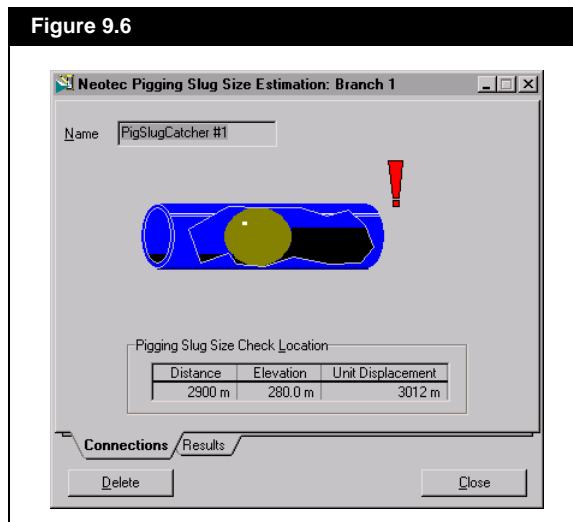 Figure 9.6
Neotec Pigging Slug Size Estimation: Branch 1
Name PigSlugCatcher #1
Pigging Slug Size Check Location
Distance Elevation Unit Displacement
2900 m 280.0 m 3012 m
Connections Results
Delete Close